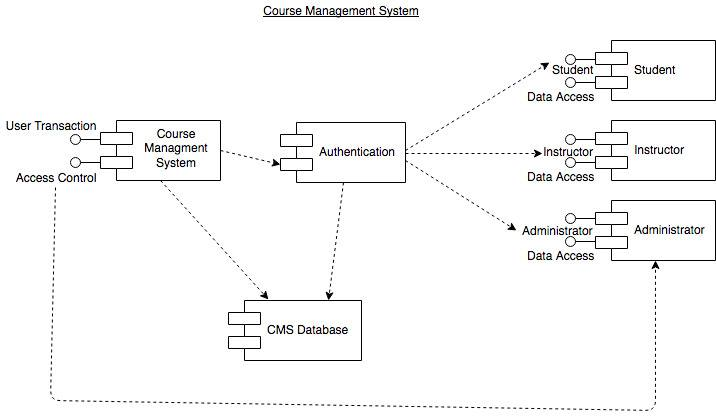 Course Management System
Student
Student
Data Access
User Transaction
Course
Managment
System
Authentication
Instructor
Instructor
Data Access
Access Control
Administrator
Administrator
Data Access
CMS Database